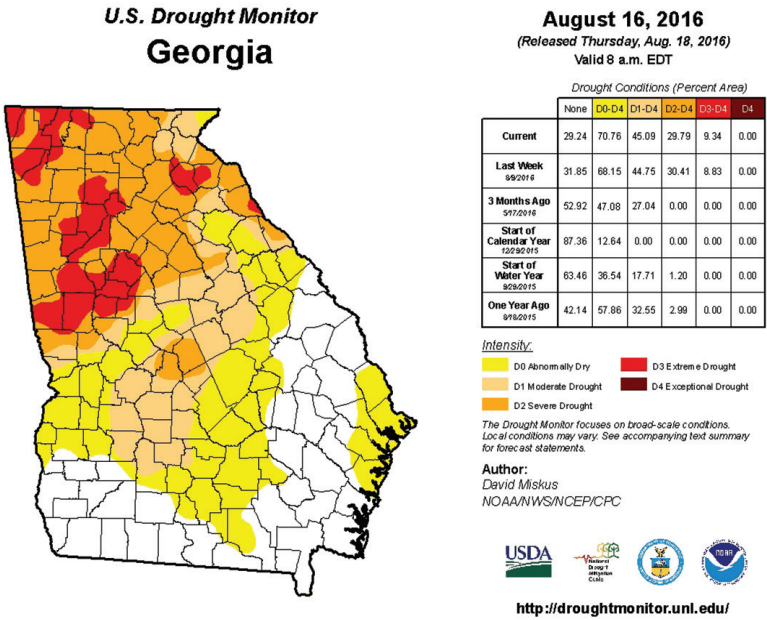 U.S. Drought Monitor
Georgia
August 16, 2016
(Released Thursday, Aug. 18, 2016)
Valid 8 a.m. EDT
Drought Conditions (Percent Area)
None D0-D4 D1-D4 D2-D4 D3-D4 D4
Current 29.24 70.76 45.09 29.79 9.34 0.00
Last Week 31.85 68.15 44.75 30.41 8.83 0.00
8/9/2016
3 Months Ago 52.92 47.08 27.04 0.00 0.00 0.00
5/17/2016
Start of
Calendar Year 87.36 12.64 0.00 0.00 0.00 0.00
12/29/2015
Start of
Water Year 63.46 36.54 17.71 1.20 0.00 0.00
9/29/2015
One Year Ago 42.14 57.86 32.55 2.99 0.00 0.00
8/18/2015
Intensity:
D0 Abnormally Dry
D1 Moderate Drought
D2 Severe Drought
D3 Extreme Drought
D4 Exceptional Drought
The Drought Monitor focuses on broad-scale conditions.
Local conditions may vary. See accompanying text summary
for forecast statements.
Author:
David Miskus
NOAA/NWS/NCEP/CPC
USDA
National
Drought
Mitigation
Center
NOAA
http://droughtmonitor.unl.edu/